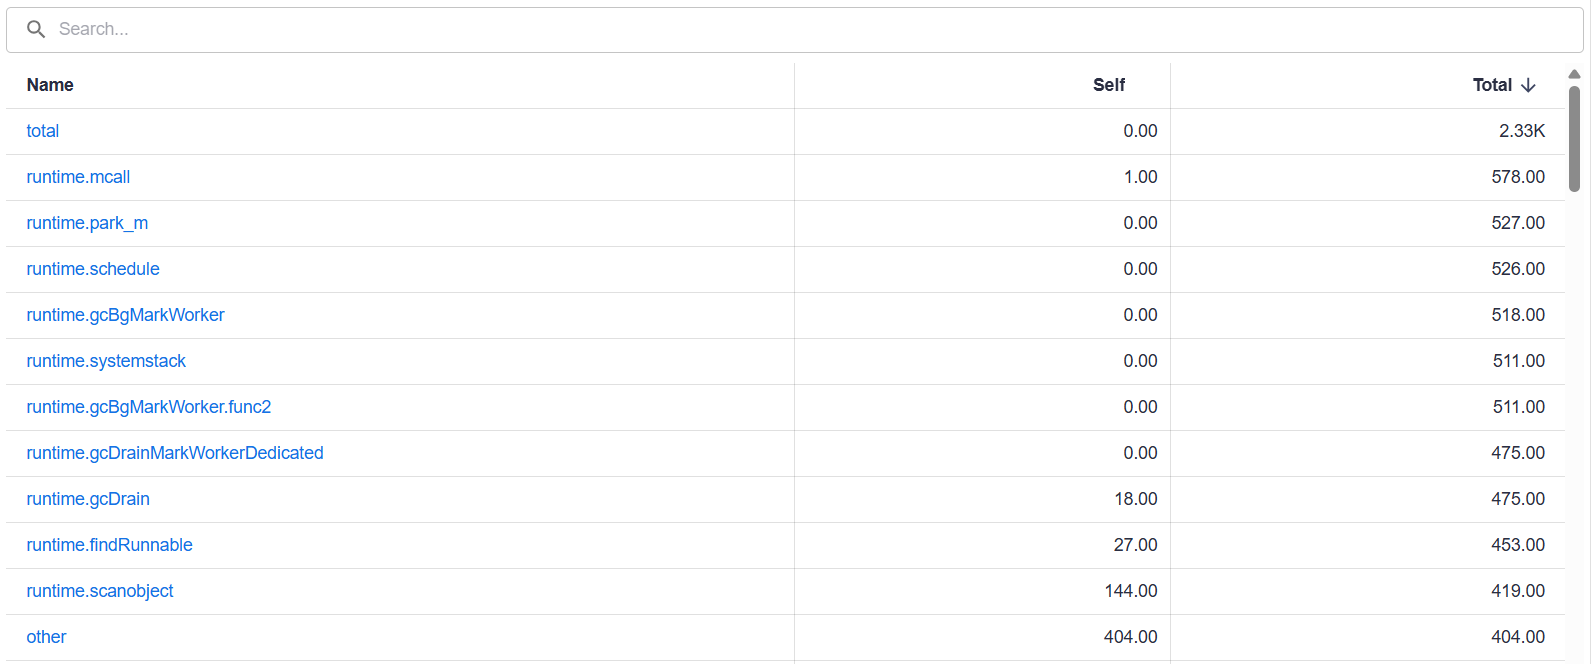 Search...
Name Self Total ↓
total 0.00 2.33K
runtime.mcall 1.00 578.00
runtime.park_m 0.00 527.00
runtime.schedule 0.00 526.00
runtime.gcBgMarkWorker 0.00 518.00
runtime.systemstack 0.00 511.00
runtime.gcBgMarkWorker.func2 0.00 511.00
runtime.gcDrainMarkWorkerDedicated 0.00 475.00
runtime.gcDrain 18.00 475.00
runtime.findRunnable 27.00 453.00
runtime.scanobject 144.00 419.00
other 404.00 404.00